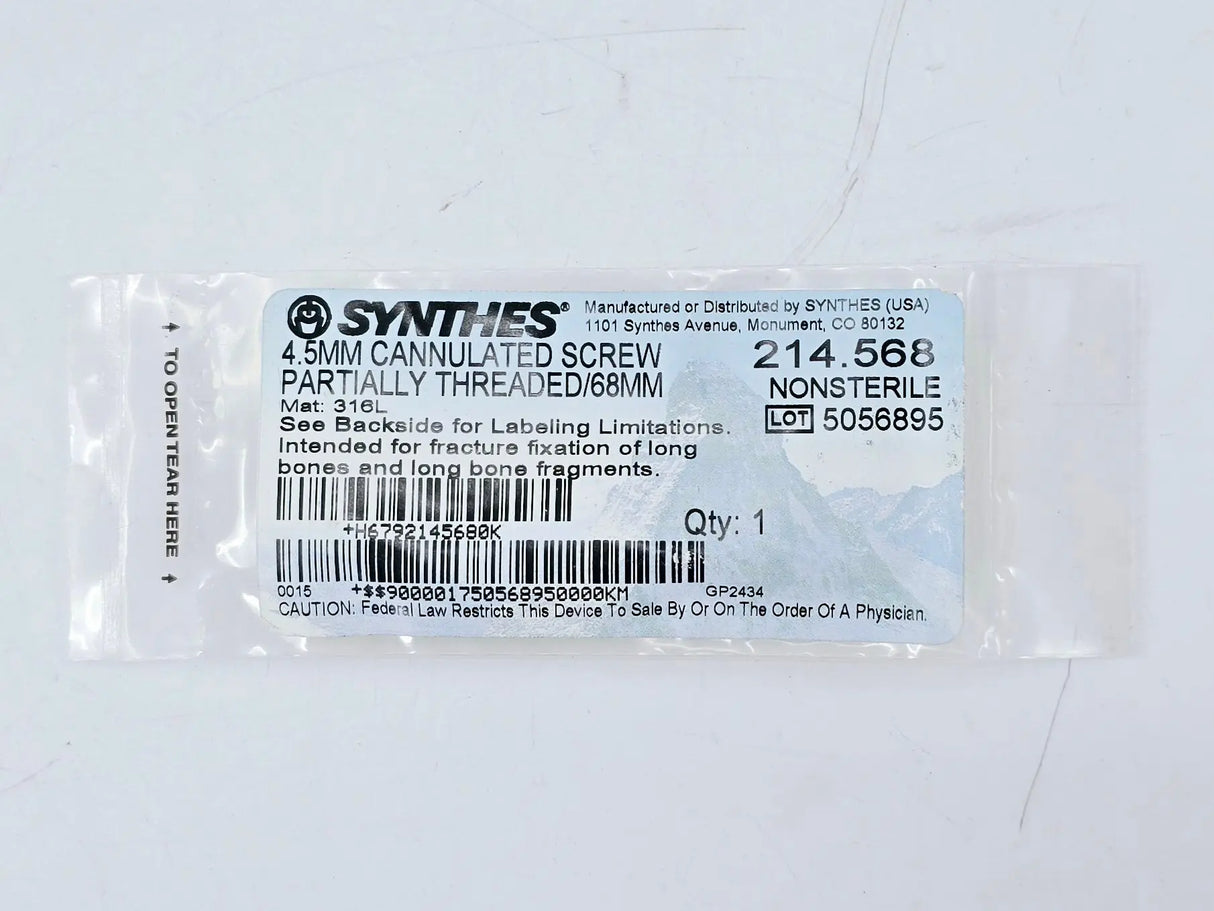 SYNTHES®
Manufactured or Distributed by SYNTHES (USA)
1101 Synthes Avenue, Monument, CO 80132
4.5MM CANNULATED SCREW
PARTIALLY THREADED/68MM
214.568
NONSTERILE
LOT 5056895
Mat: 316L
See Backside for Labeling Limitations.
Intended for fracture fixation of long
bones and long bone fragments.
Qty: 1
+H6792145680K
0015 +$$9000001750568950000KM GP2434
CAUTION: Federal Law Restricts This Device To Sale By Or On The Order Of A Physician.
TO OPEN TEAR HERE